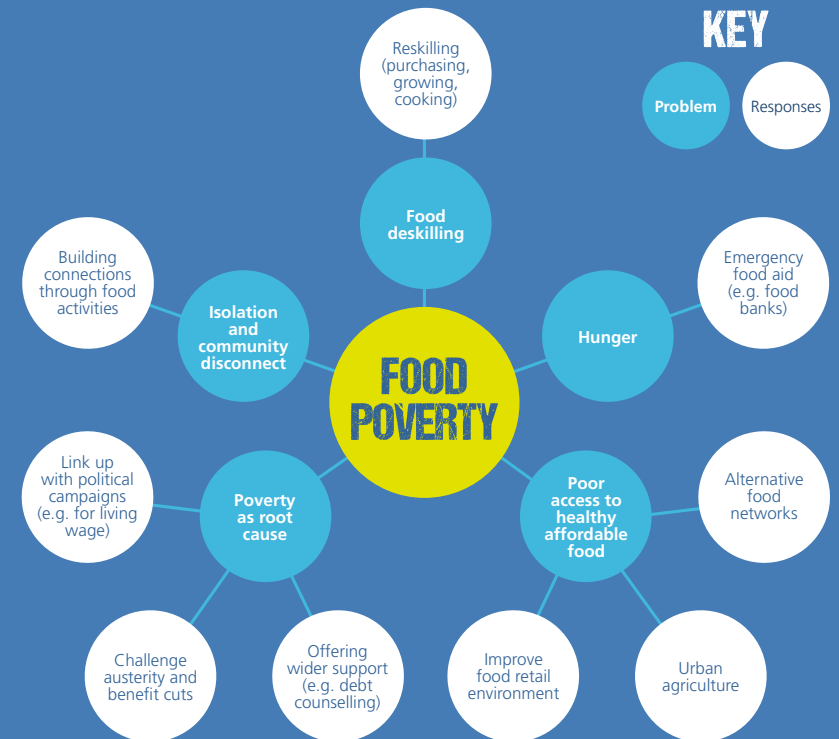 KEY
Problem
Responses
Reskilling
(purchasing,
growing,
cooking)
Food
deskilling
Building
connections
through food
activities
Isolation
and
community
disconnect
Hunger
Emergency
food aid
(e.g. food
banks)
FOOD
POVERTY
Link up
with political
campaigns
(e.g. for living
wage)
Poverty
as root
cause
Poor
access to
healthy
affordable
food
Alternative
food
networks
Challenge
austerity and
benefit cuts
Offering
wider support
(e.g. debt
counselling)
Improve
food retail
environment
Urban
agriculture